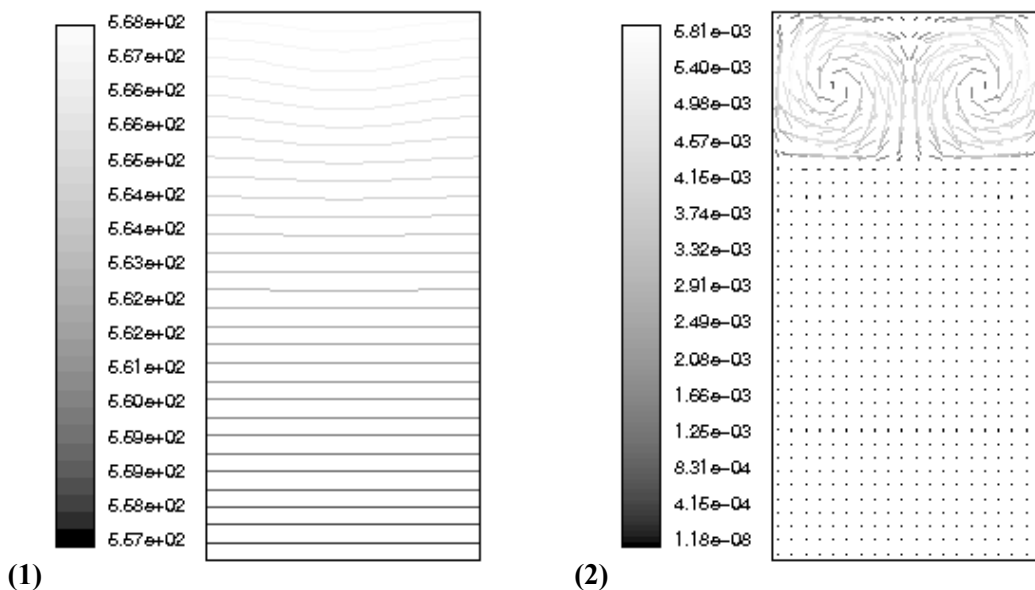 5.68e+02
5.67e+02
5.66e+02
5.66e+02
5.65e+02
5.64e+02
5.64e+02
5.63e+02
5.62e+02
5.62e+02
5.61e+02
5.60e+02
5.59e+02
5.59e+02
5.58e+02
5.57e+02
(1)
5.81e-03
5.40e-03
4.98e-03
4.57e-03
4.15e-03
3.74e-03
3.32e-03
2.91e-03
2.49e-03
2.08e-03
1.66e-03
1.25e-03
8.31e-04
4.15e-04
1.18e-08
(2)